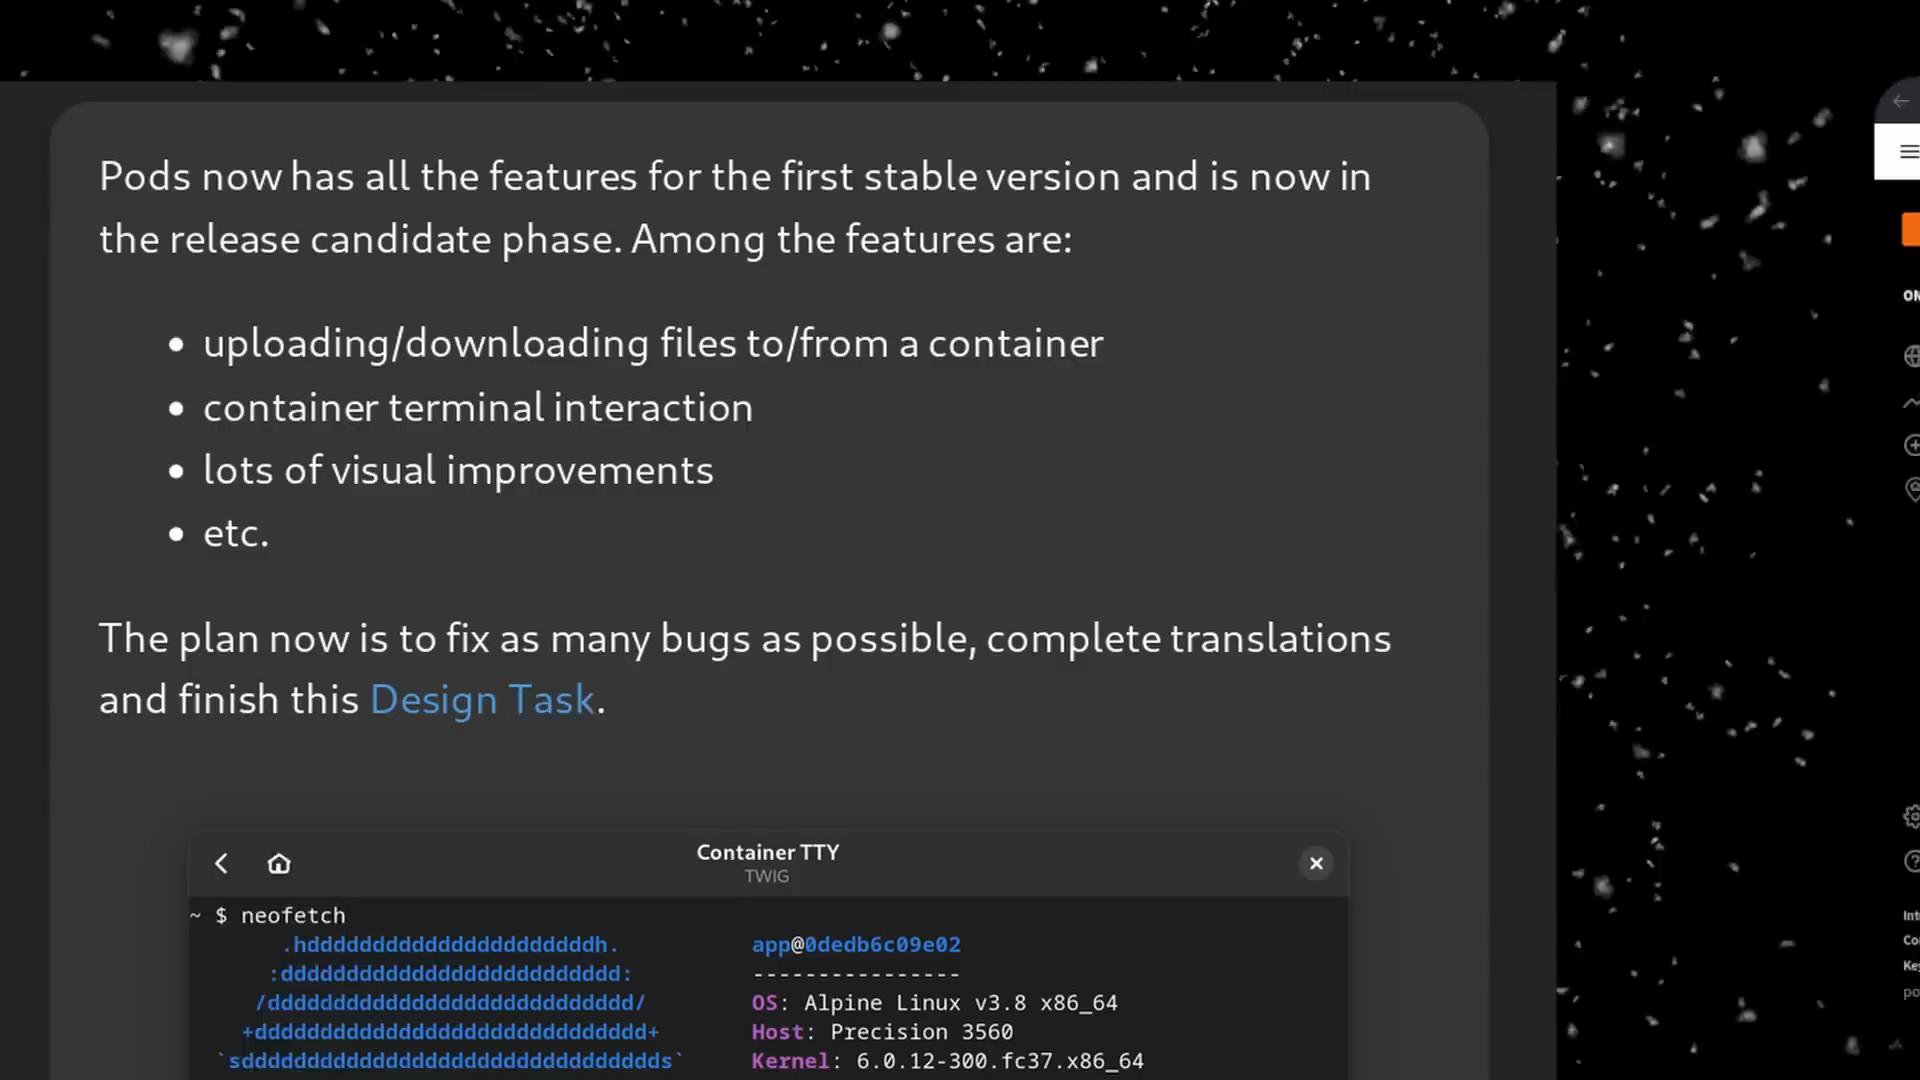 Pods now has all the features for the first stable version and is now in
the release candidate phase. Among the features are:
• uploading/downloading files to/from a container
• container terminal interaction
• lots of visual improvements
• etc.
The plan now is to fix as many bugs as possible, complete translations
and finish this Design Task.
Container TTY
TWIG
~ $ neofetch
.hddddddddddddddddddddddh.
:dddddddddddddddddddddddddd:
/dddddddddddddddddddddddddddd/
+dddddddddddddddddddddddddddddd+
`sdddddddddddddddddddddddddddddddds`
app@0dedb6c09e02
----------------
OS: Alpine Linux v3.8 x86_64
Host: Precision 3560
Kernel: 6.0.12-300.fc37.x86_64